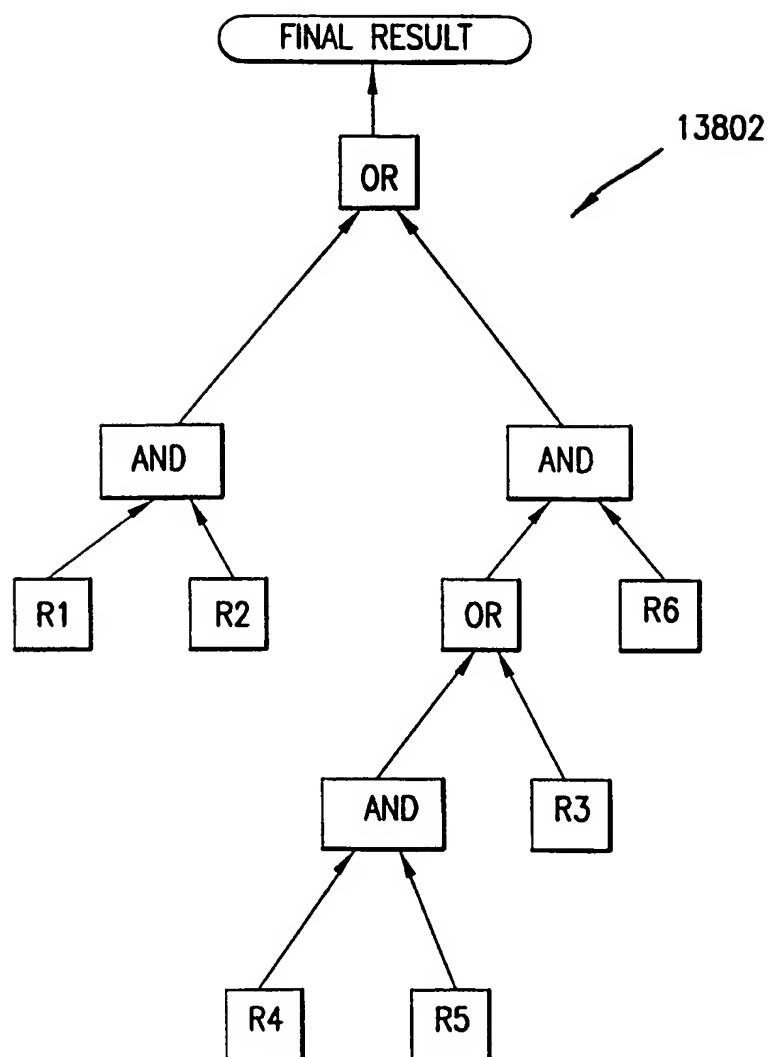 FINAL RESULT
13802
OR
AND
AND
R1
R2
OR
R6
AND
R3
R4
R5